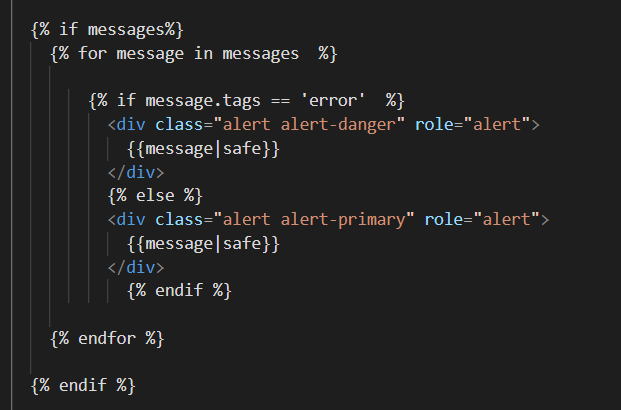 {% if messages%}
{% for message in messages  %}
{% if message.tags == 'error'  %}
<div class="alert alert-danger" role="alert">
{{message|safe}}
</div>
{% else %}
<div class="alert alert-primary" role="alert">
{{message|safe}}
</div>
{% endif %}
{% endfor %}
{% endif %}